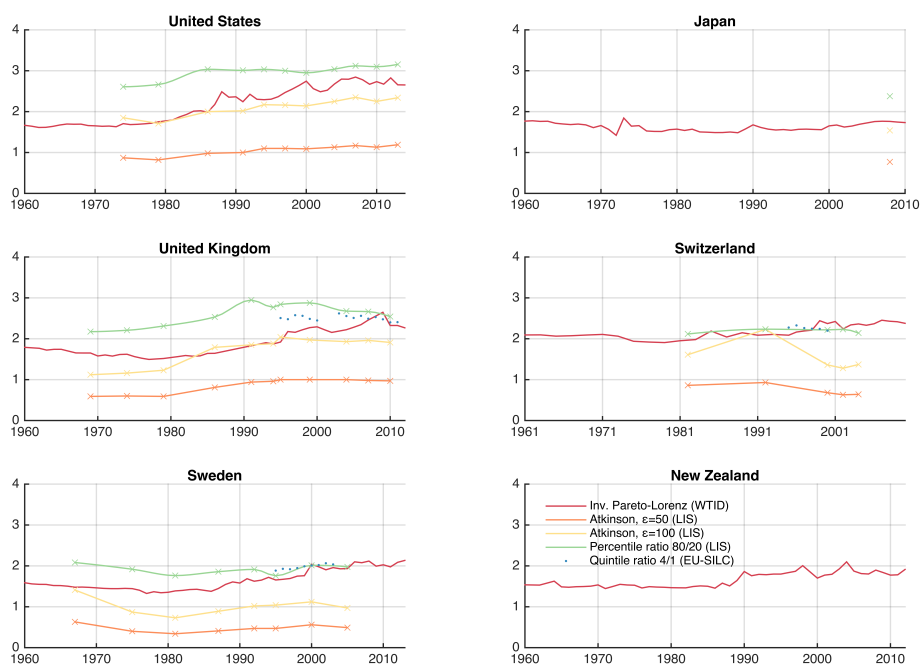 United States
4
3
2
1
0
1960 1970 1980 1990 2000 2010
Japan
4
3
2
1
0
1960 1970 1980 1990 2000 2010
United Kingdom
4
3
2
1
0
1960 1970 1980 1990 2000 2010
Switzerland
4
3
2
1
0
1961 1971 1981 1991 2001
Sweden
4
3
2
1
0
1960 1970 1980 1990 2000 2010
New Zealand
4
3
2
1
0
Inv. Pareto-Lorenz (WTID)
Atkinson, ε=50 (LIS)
Atkinson, ε=100 (LIS)
Percentile ratio 80/20 (LIS)
Quintile ratio 4/1 (EU-SILC)
1960 1970 1980 1990 2000 2010